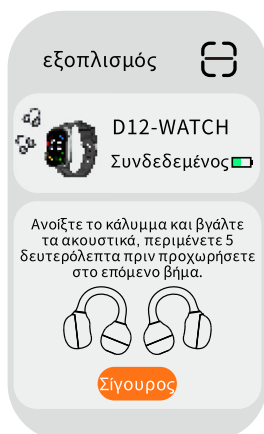 εξοπλισμός
D12-WATCH
Συνδεδεμένος
Ανοίξτε το κάλυμμα και βγάλτε
τα ακουστικά, περιμένετε 5
δευτερόλεπτα πριν προχωρήσετε
στο επόμενο βήμα.
Σίγουρος